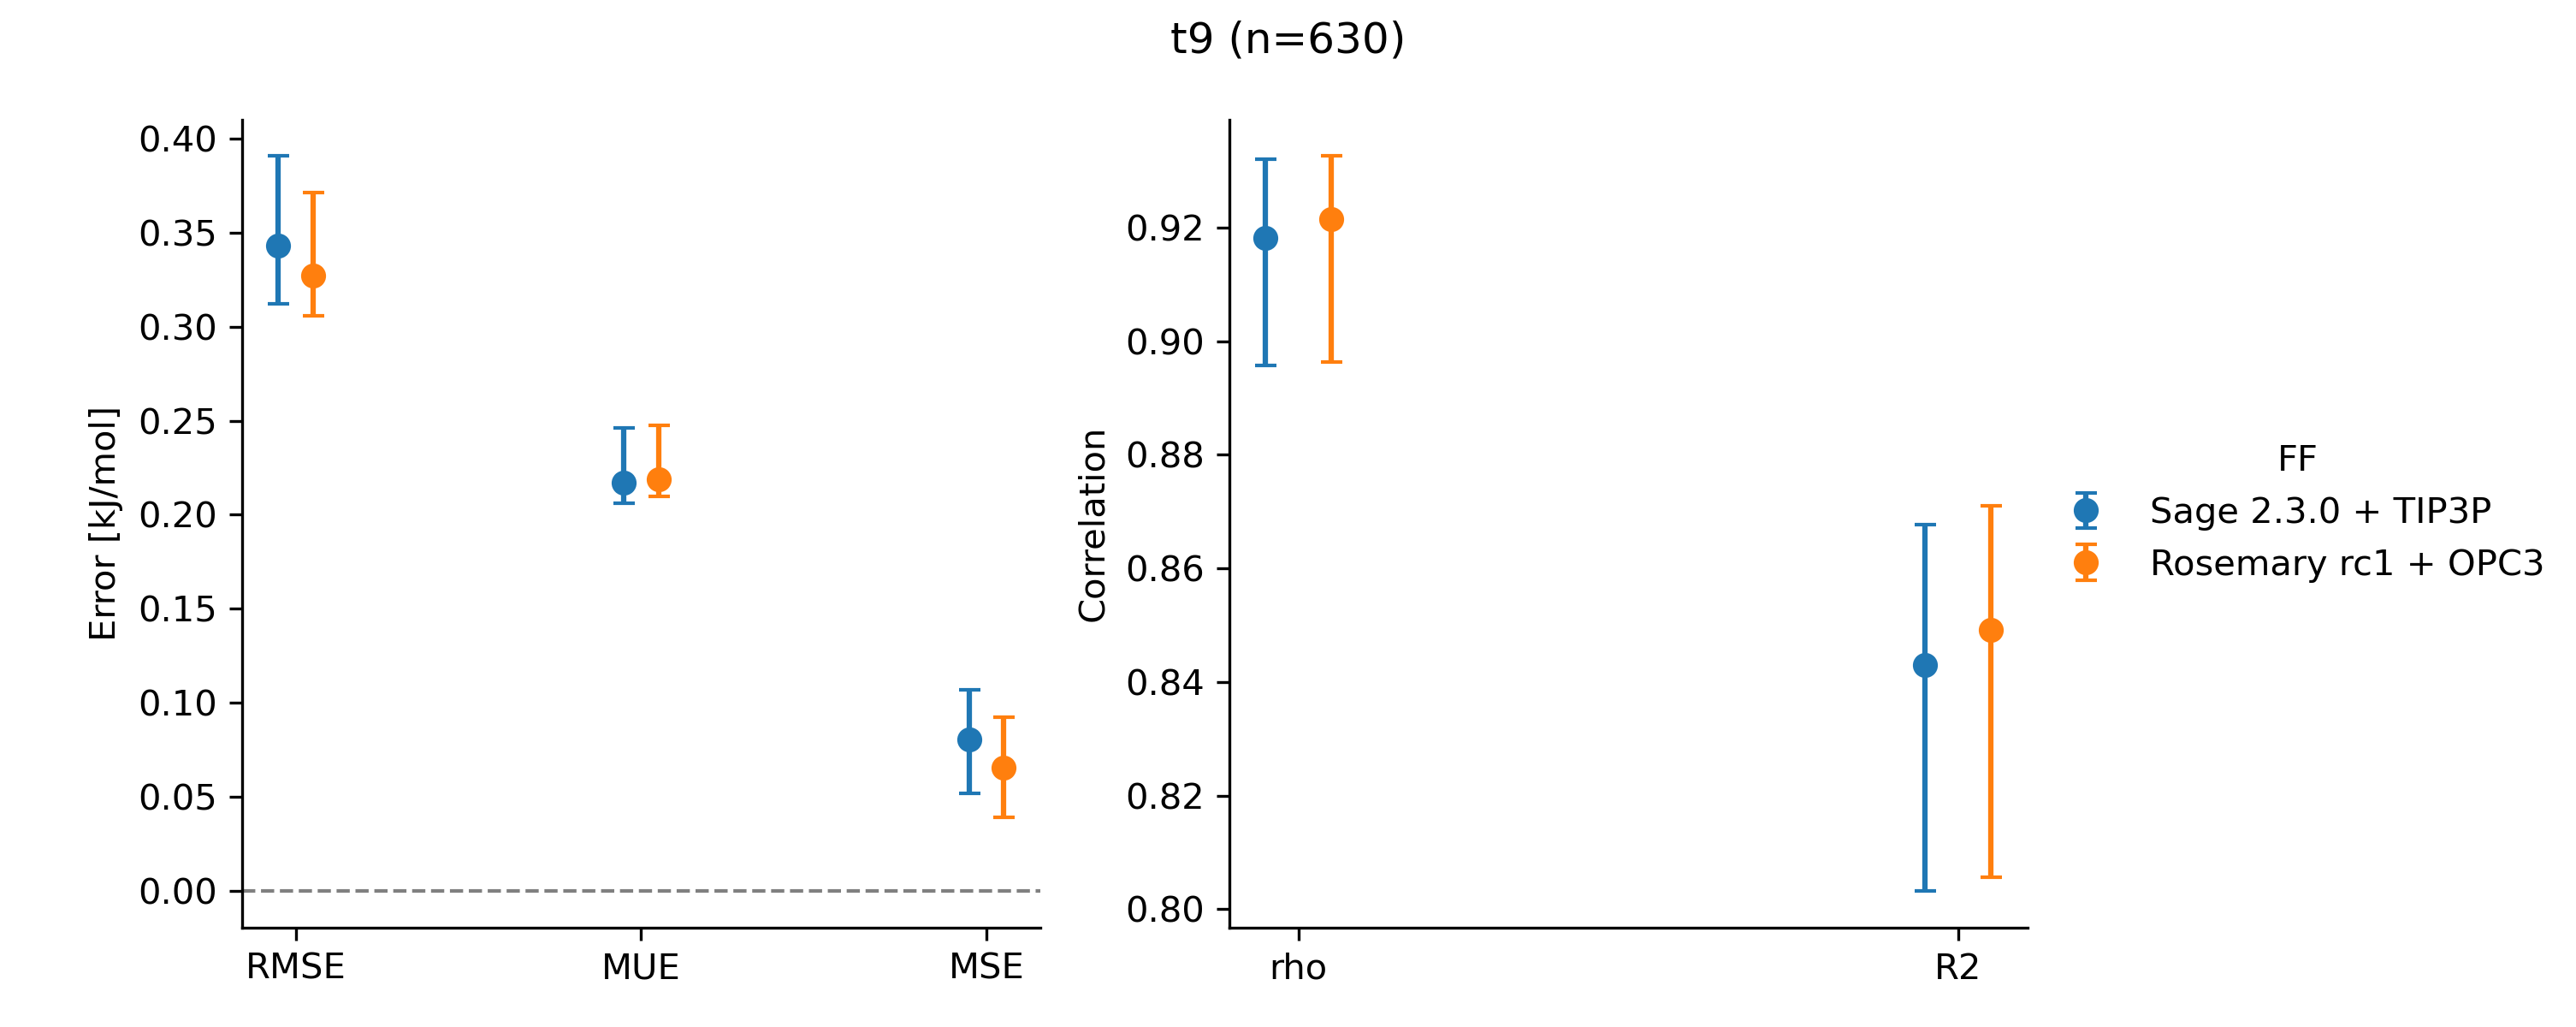 t9 (n=630)
Error [kJ/mol]
0.40
0.35
0.30
0.25
0.20
0.15
0.10
0.05
0.00
RMSE
MUE
MSE
Correlation
0.92
0.90
0.88
0.86
0.84
0.82
0.80
rho
R2
FF
Sage 2.3.0 + TIP3P
Rosemary rc1 + OPC3